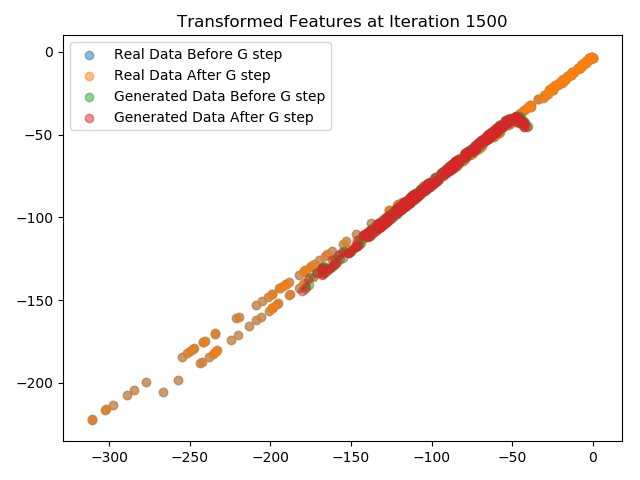 Transformed Features at Iteration 1500
Real Data Before G step
Real Data After G step
Generated Data Before G step
Generated Data After G step
0
−50
−100
−150
−200
−300 −250 −200 −150 −100 −50 0